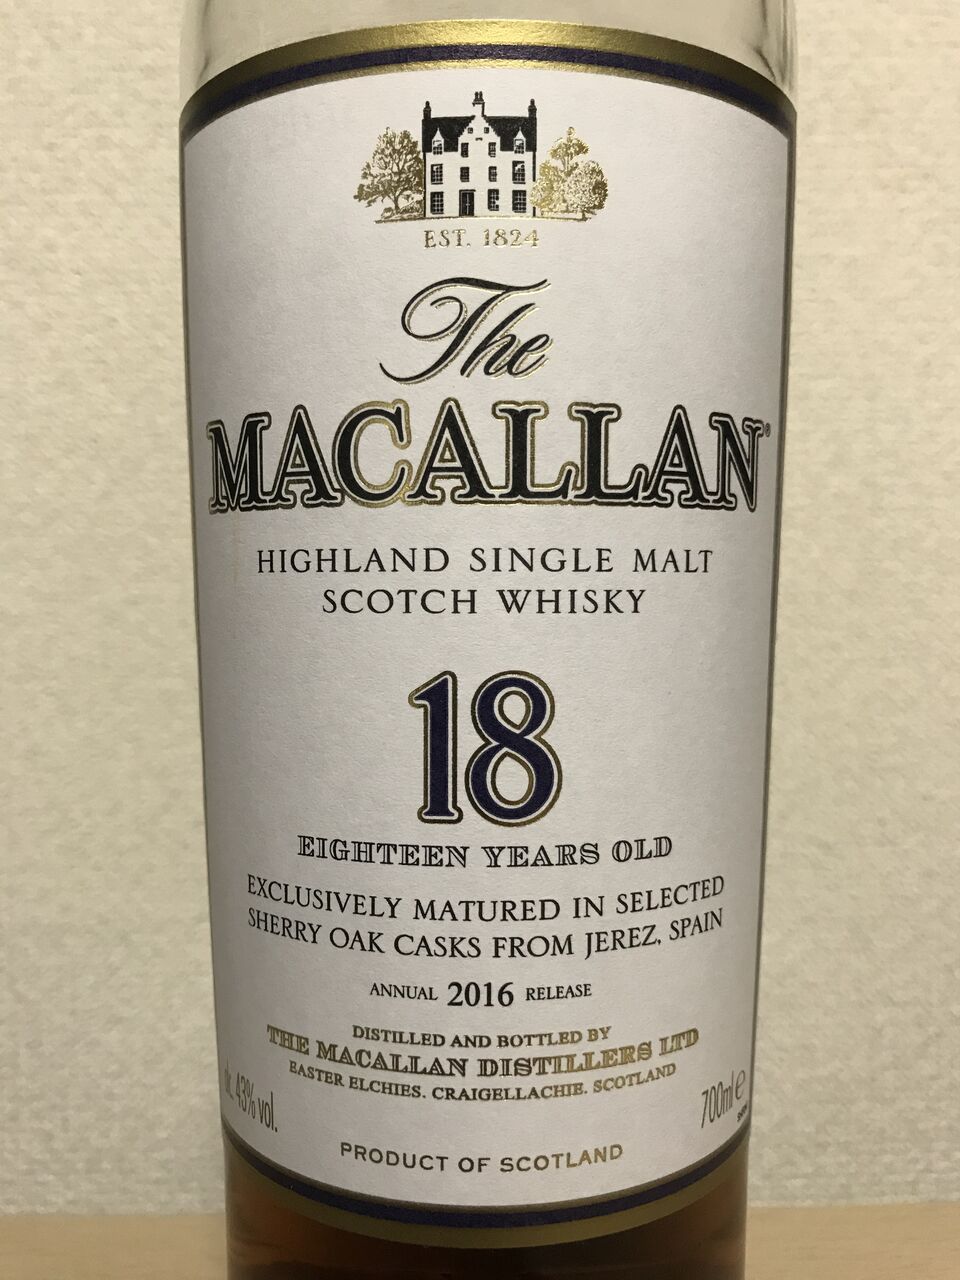 EST. 1824
The
MACALLAN®
HIGHLAND SINGLE MALT
SCOTCH WHISKY
18
EIGHTEEN YEARS OLD
EXCLUSIVELY MATURED IN SELECTED
SHERRY OAK CASKS FROM JEREZ, SPAIN
ANNUAL 2016 RELEASE
DISTILLED AND BOTTLED BY
THE MACALLAN DISTILLERS LTD
EASTER ELCHIES. CRAIGELLACHIE. SCOTLAND
43% vol.
700ml e
PRODUCT OF SCOTLAND